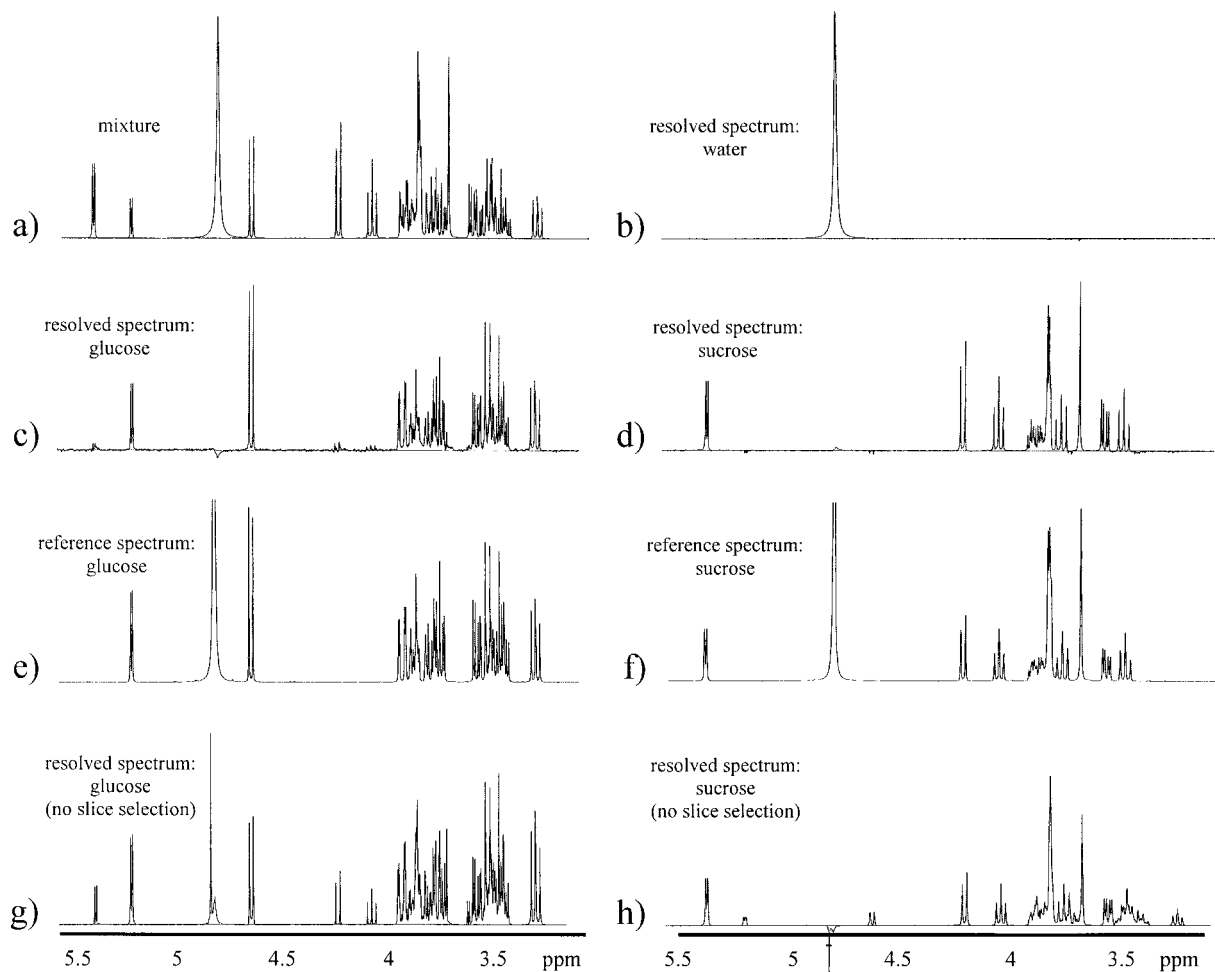 mixture
a)
resolved spectrum:
water
b)
resolved spectrum:
glucose
c)
resolved spectrum:
sucrose
d)
reference spectrum:
glucose
e)
reference spectrum:
sucrose
f)
resolved spectrum:
glucose
(no slice selection)
g)
resolved spectrum:
sucrose
(no slice selection)
h)
5.5 5 4.5 4 3.5 ppm
5.5 5 4.5 4 3.5 ppm